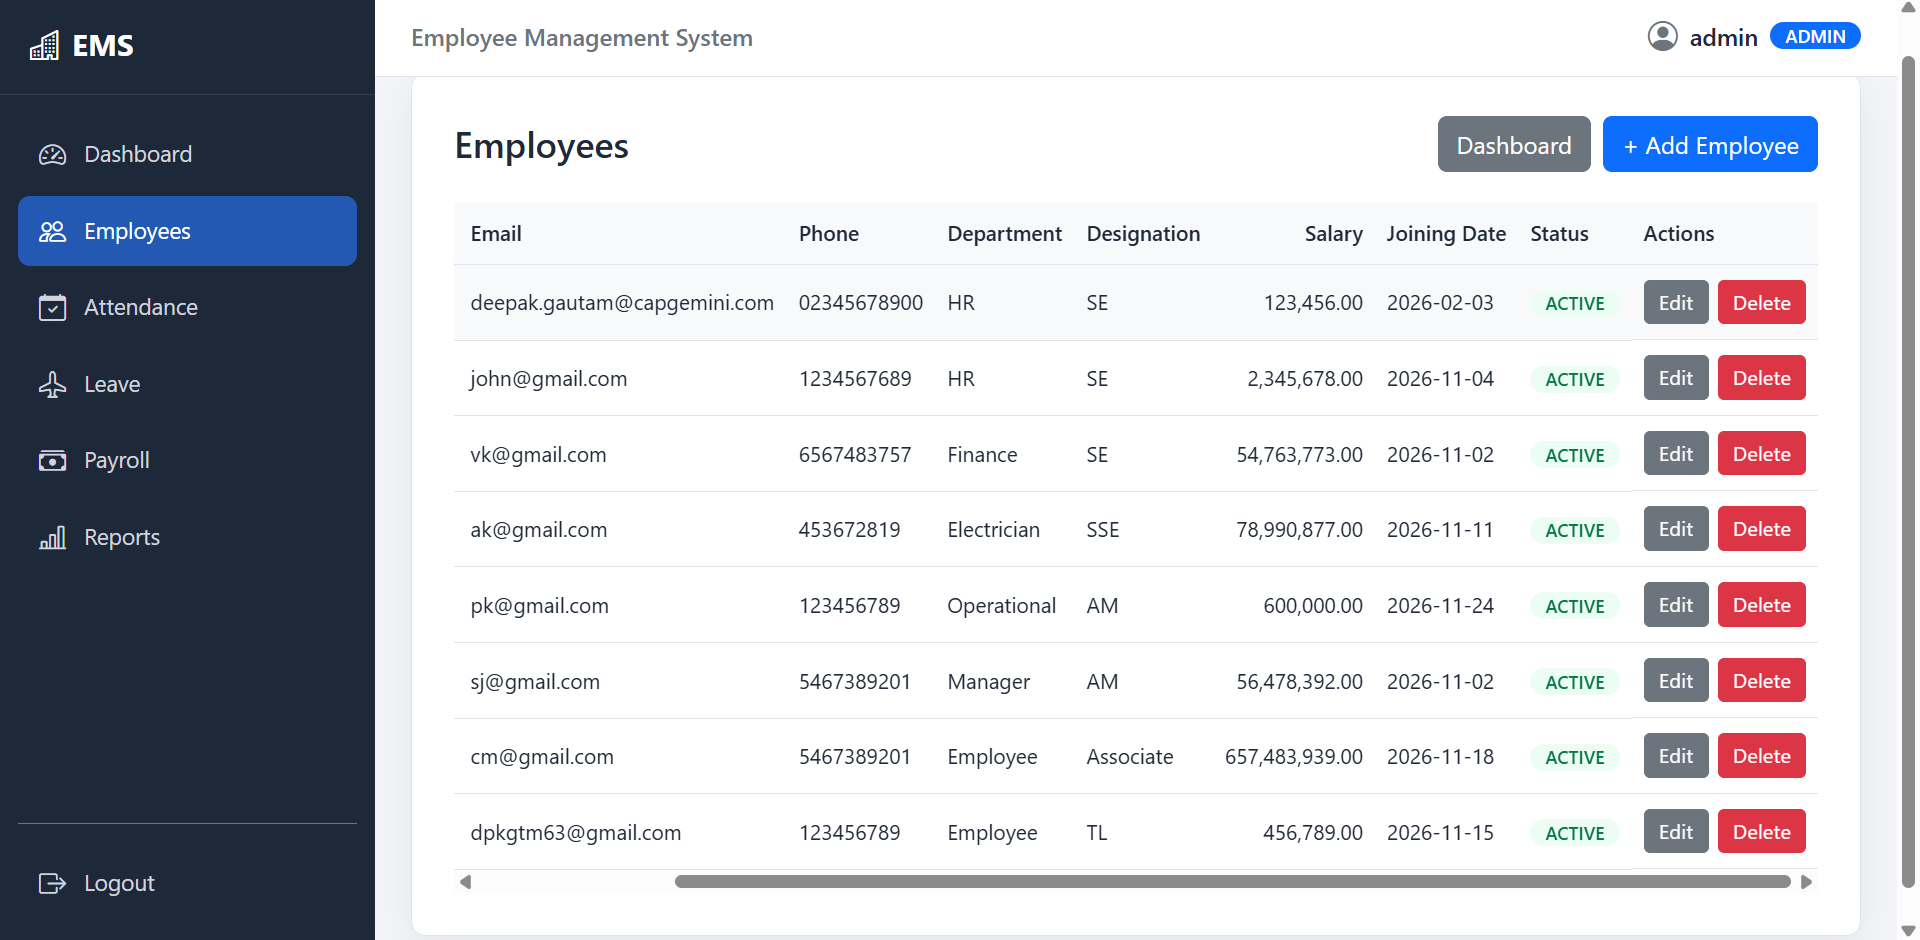 EMS
Employee Management System
admin ADMIN
Dashboard
Employees
Attendance
Leave
Payroll
Reports
Logout
Employees
Dashboard + Add Employee
Email Phone Department Designation Salary Joining Date Status Actions
deepak.gautam@capgemini.com 02345678900 HR SE 123,456.00 2026-02-03 ACTIVE Edit Delete
john@gmail.com 1234567689 HR SE 2,345,678.00 2026-11-04 ACTIVE Edit Delete
vk@gmail.com 6567483757 Finance SE 54,763,773.00 2026-11-02 ACTIVE Edit Delete
ak@gmail.com 453672819 Electrician SSE 78,990,877.00 2026-11-11 ACTIVE Edit Delete
pk@gmail.com 123456789 Operational AM 600,000.00 2026-11-24 ACTIVE Edit Delete
sj@gmail.com 5467389201 Manager AM 56,478,392.00 2026-11-02 ACTIVE Edit Delete
cm@gmail.com 5467389201 Employee Associate 657,483,939.00 2026-11-18 ACTIVE Edit Delete
dpkgtm63@gmail.com 123456789 Employee TL 456,789.00 2026-11-15 ACTIVE Edit Delete